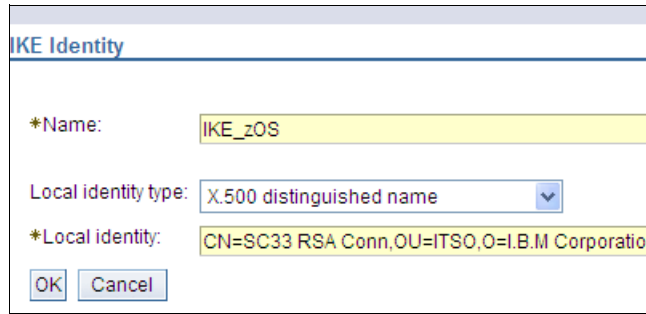 IKE Identity
*Name: IKE_zOS
Local identity type: X.500 distinguished name
*Local identity: CN=SC33 RSA Conn,OU=ITSO,O=I.B.M Corporatio
OK Cancel